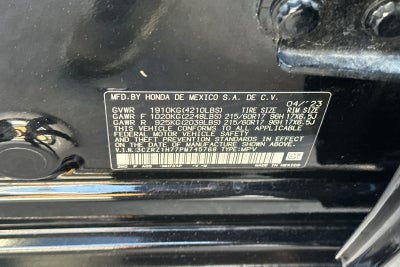 MFD.BY HONDA DE MEXICO S.A. DE C.V. 04/'23
GVWR 1910KG(4210LBS) TIRE SIZE RIM SIZE
GAWR F 1020KG(2248LBS) 215/60R17 96H 17X6.5J
GAWR R 925KG(2039LBS) 215/60R17 96H 17X6.5J
THIS VEHICLE CONFORMS TO ALL APPLICABLE
FEDERAL MOTOR VEHICLE SAFETY
AND THEFT PREVENTION STANDARDS
IN EFFECT ON THE DATE OF
MANUFACTURE SHOWN ABOVE.
V.I.N.:3CZRZ1H77PM745768 TYPE:MPV